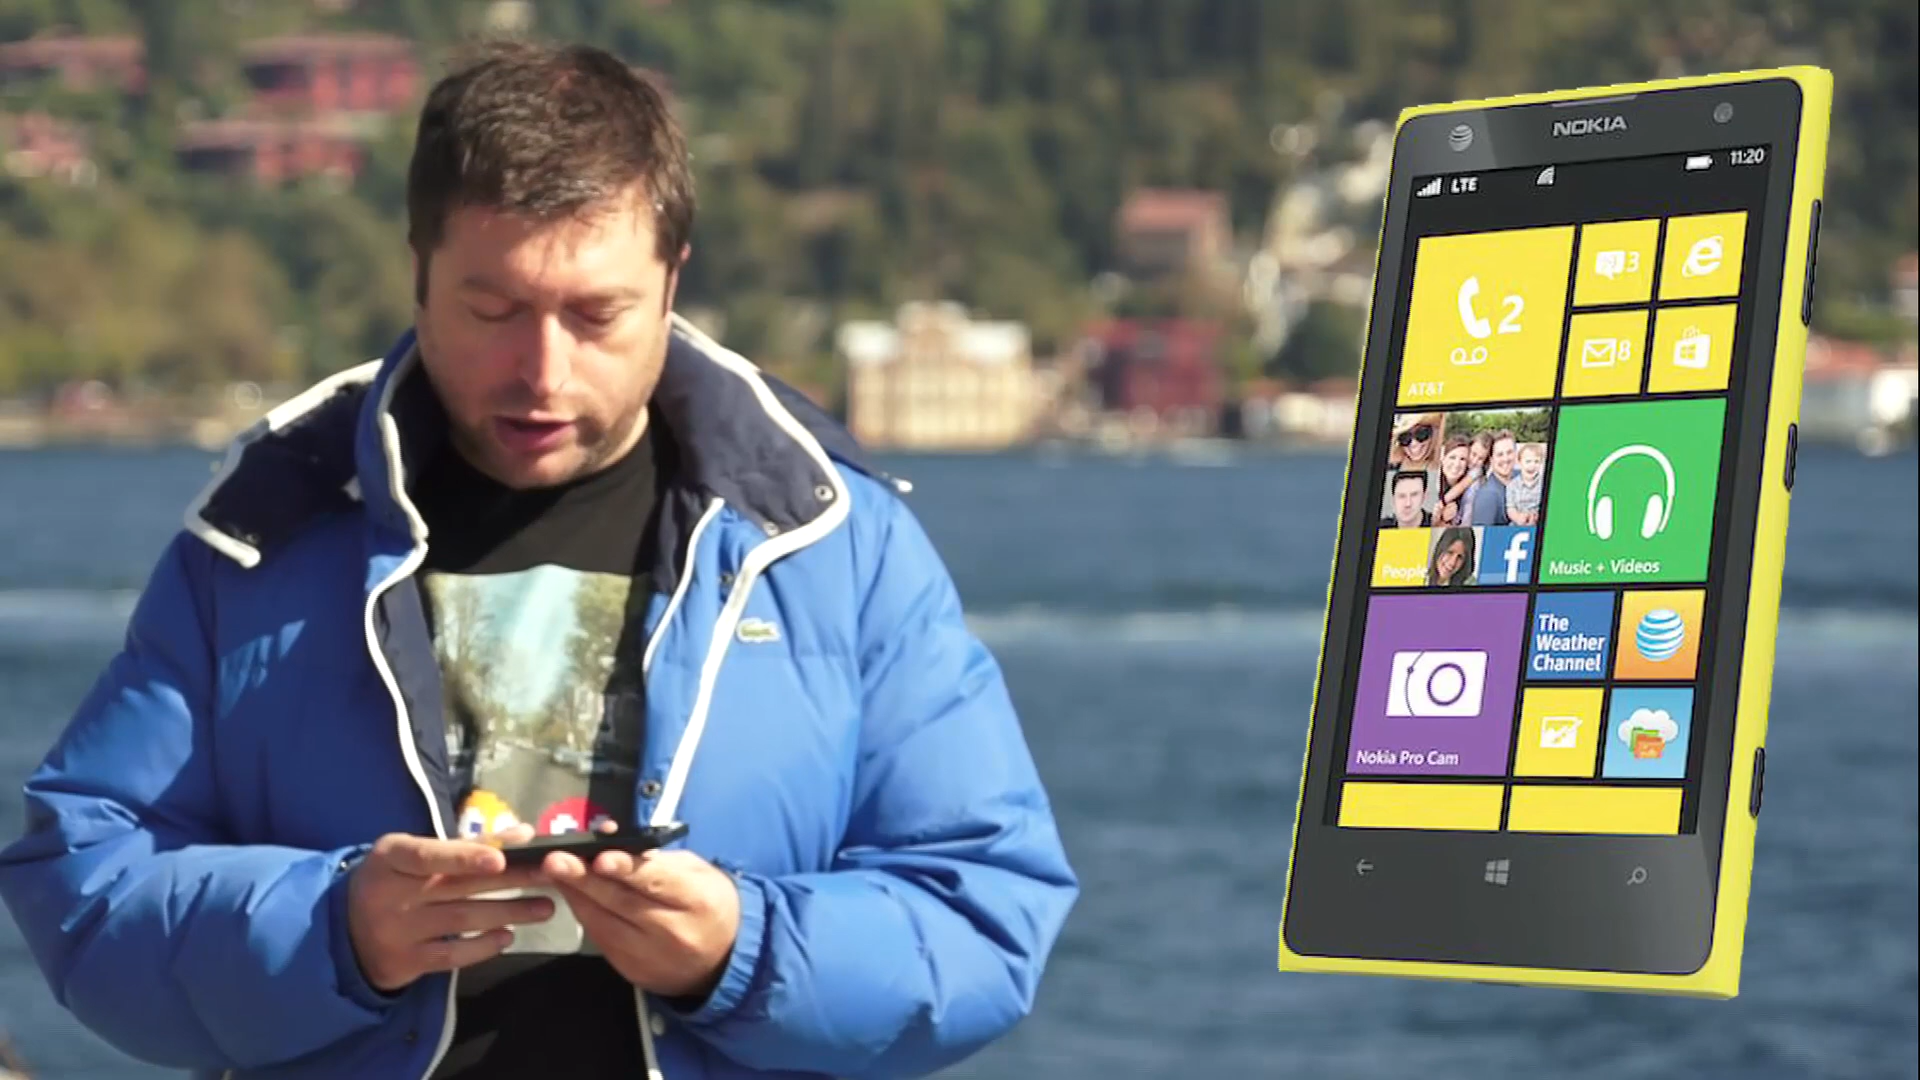 NOKIA
LTE 11:20
2
3
8
AT&T
People
f
Music + Videos
The
Weather
Channel
Nokia Pro Cam